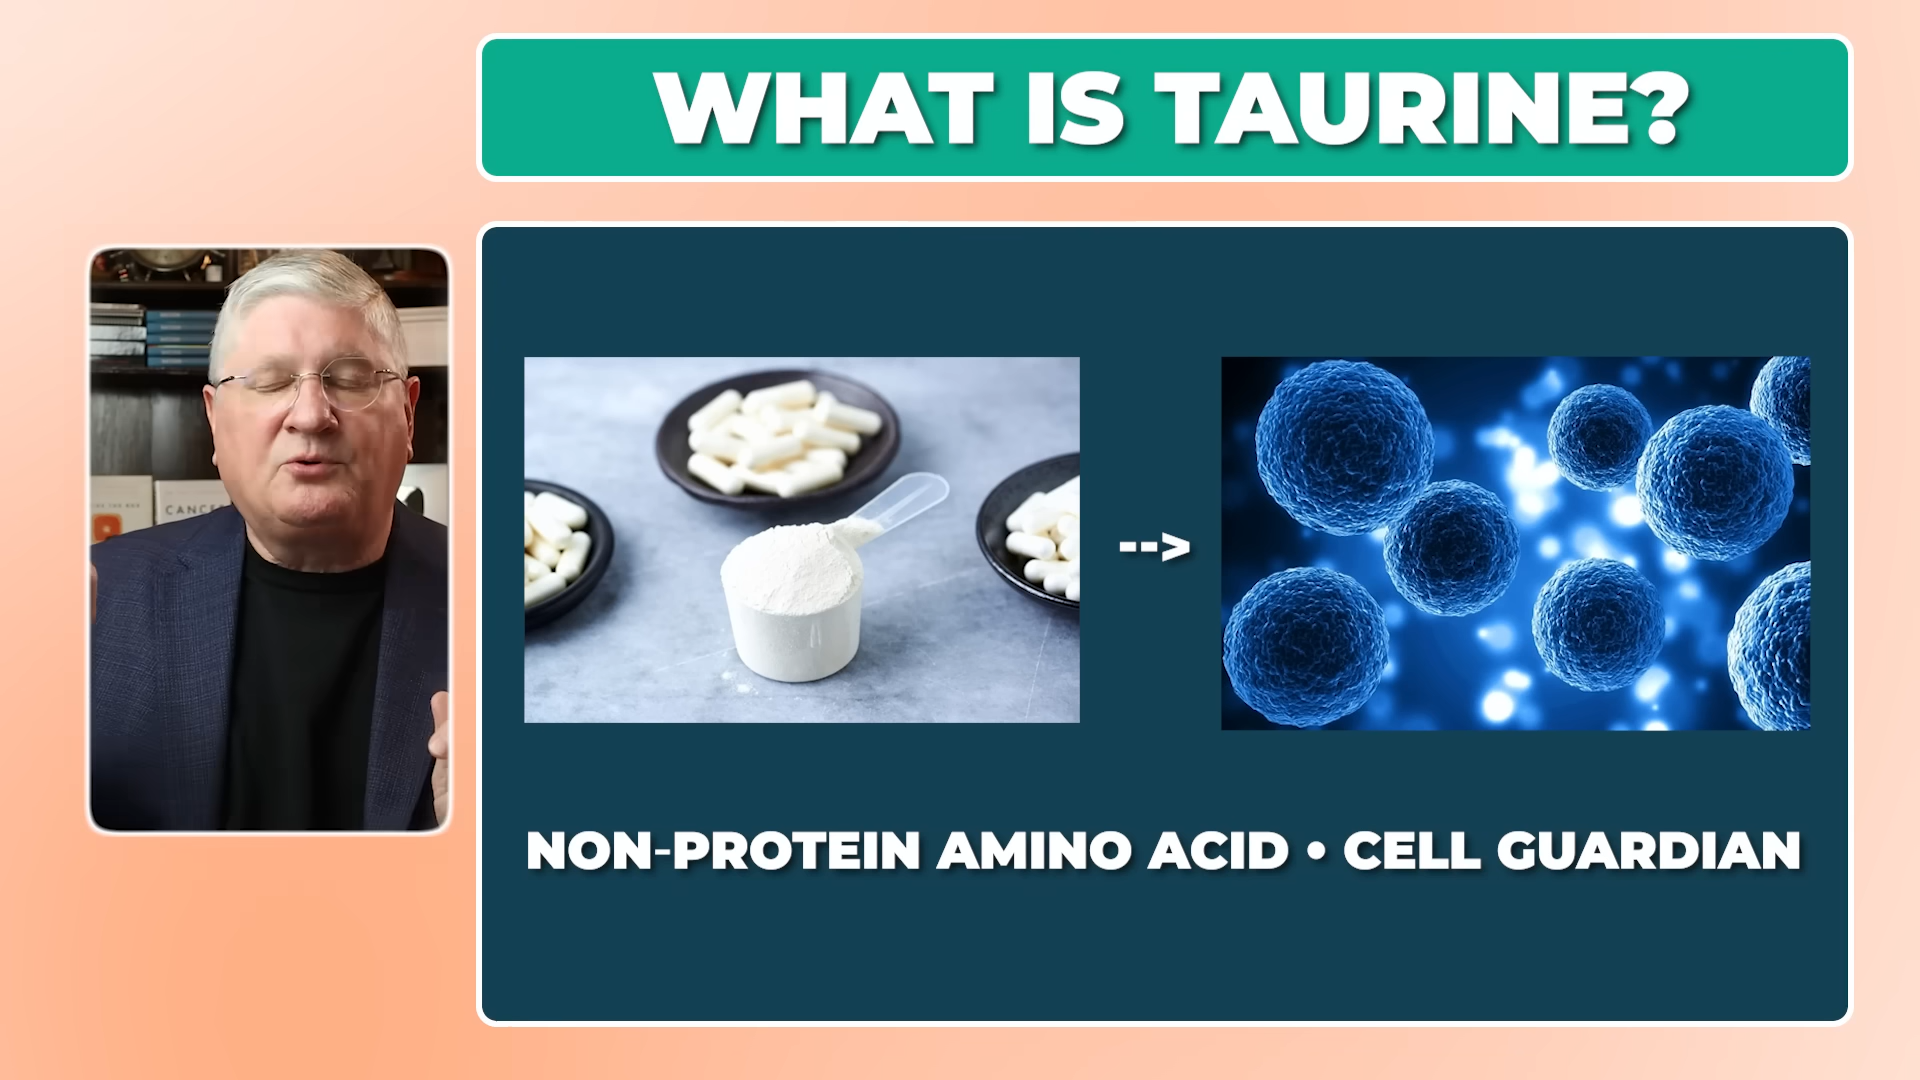 WHAT IS TAURINE?
-->
NON-PROTEIN AMINO ACID • CELL GUARDIAN